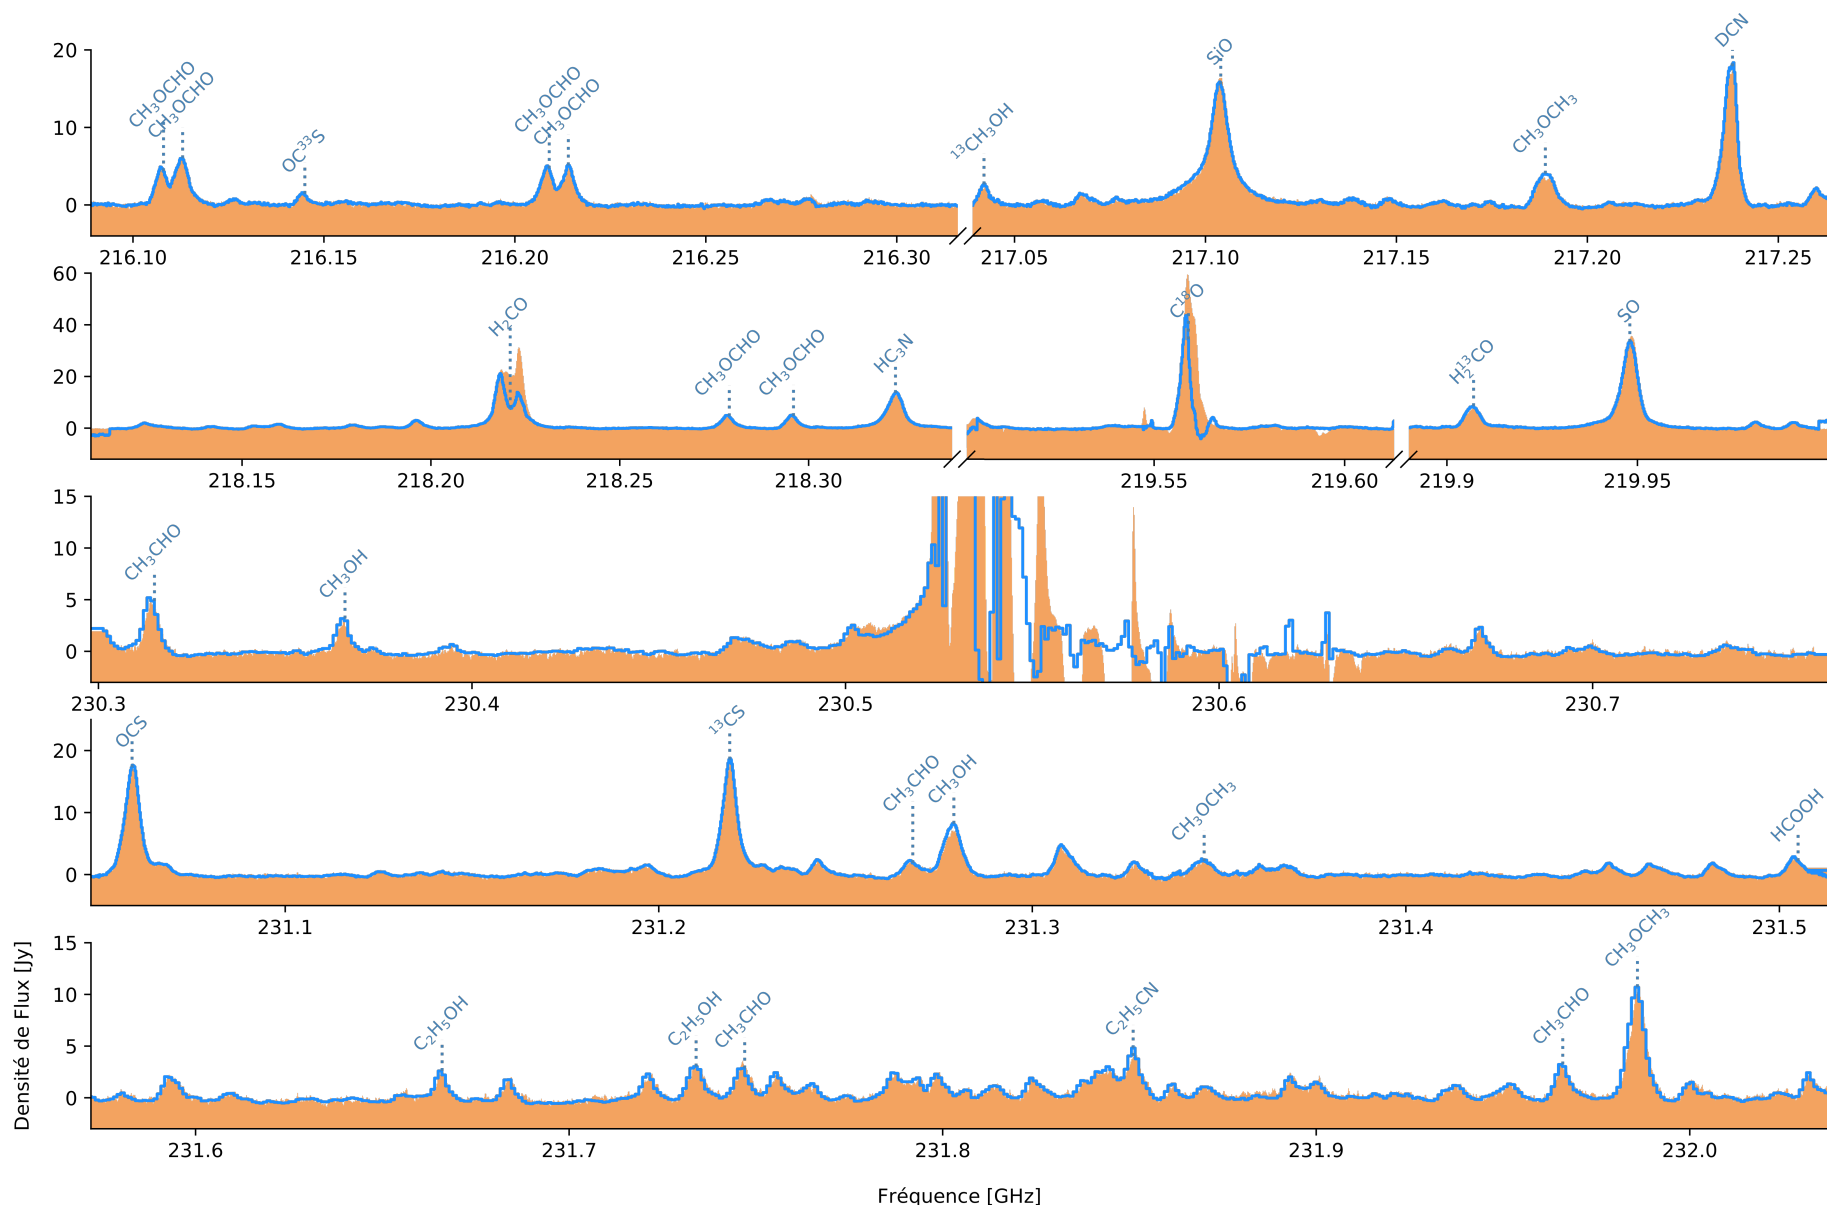 CH₃OCHO
CH₃OCHO
OC³³S
CH₃OCHO
CH₃OCHO
¹³CH₃OH
SiO
CH₃OCH₃
DCN
20
10
0
216.10 216.15 216.20 216.25 216.30 217.05 217.10 217.15 217.20 217.25
H₂CO
CH₃OCHO
CH₃OCHO
HC₃N
C¹⁸O
H₂¹³CO
SO
60
40
20
0
218.15 218.20 218.25 218.30 219.55 219.60 219.9 219.95
CH₃CHO
CH₃OH
15
10
5
0
230.3 230.4 230.5 230.6 230.7
OCS
¹³CS
CH₃CHO
CH₃OH
CH₃OCH₃
HCOOH
20
10
0
231.1 231.2 231.3 231.4 231.5
C₂H₅OH
C₂H₅OH
CH₃CHO
C₂H₅CN
CH₃CHO
CH₃OCH₃
15
10
5
0
231.6 231.7 231.8 231.9 232.0
Densité de Flux [Jy]
Fréquence [GHz]